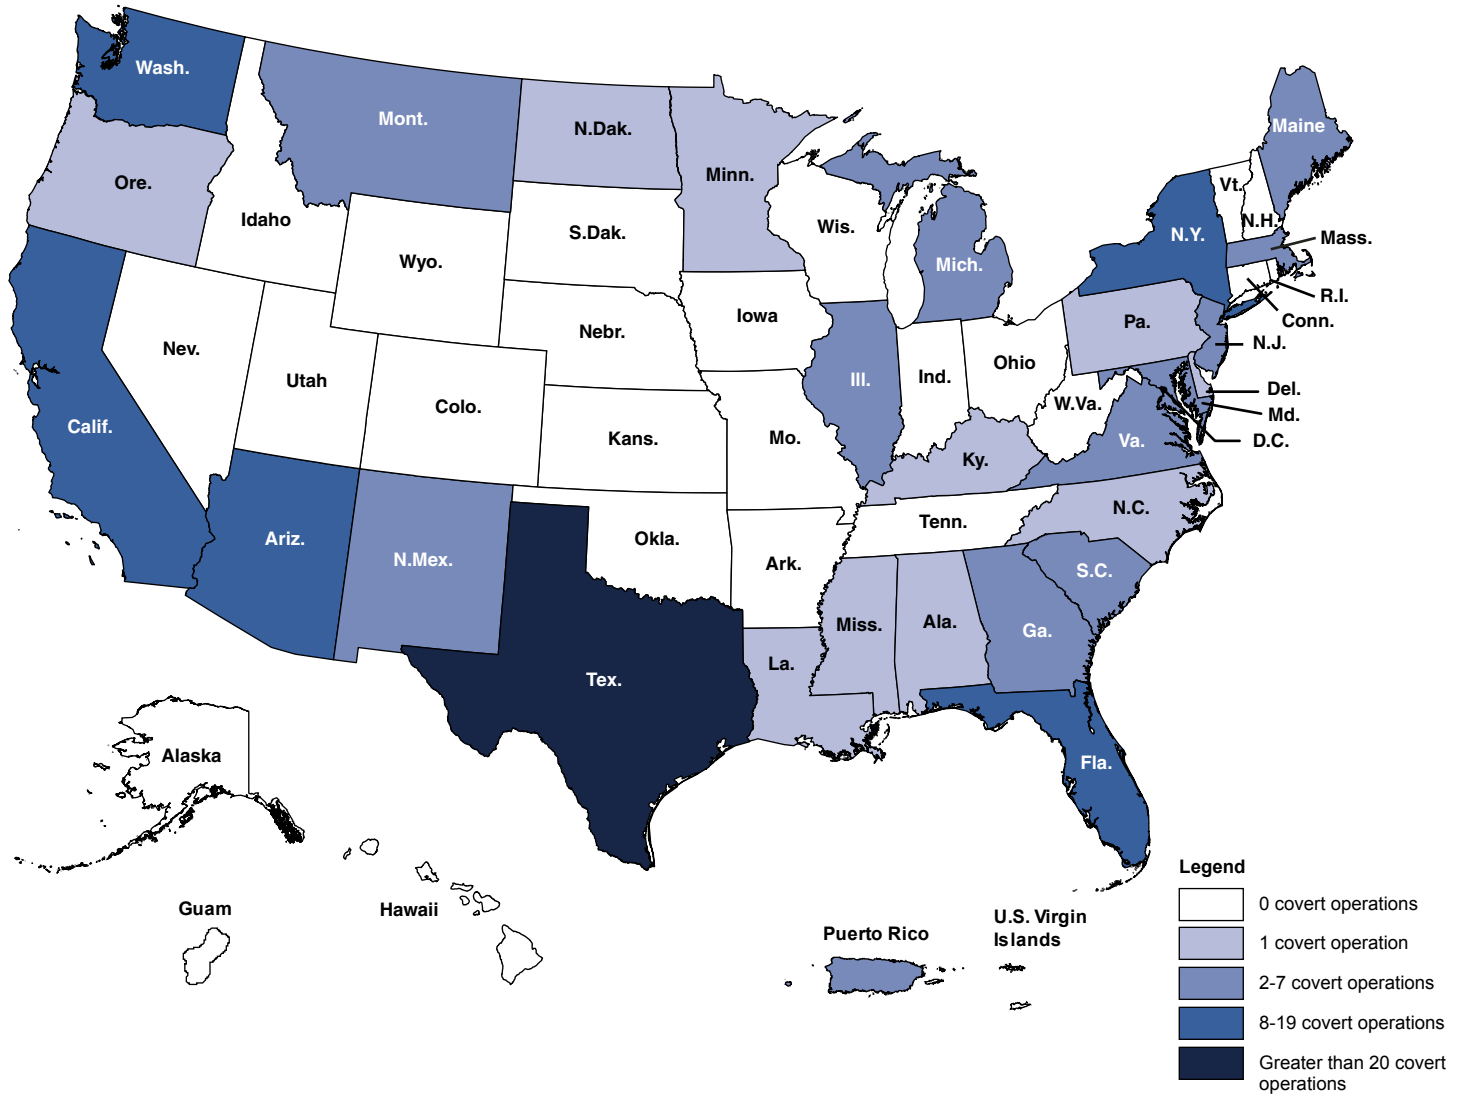 Wash.
Mont.
N.Dak.
Minn.
Maine
Ore.
Idaho
Wyo.
S.Dak.
Wis.
Mich.
Vt.
N.H.
N.Y.
Mass.
R.I.
Conn.
Nev.
Utah
Colo.
Nebr.
Iowa
Ill.
Ind.
Ohio
Pa.
N.J.
Del.
Md.
D.C.
Calif.
Kans.
Mo.
Ky.
W.Va.
Va.
Ariz.
N.Mex.
Okla.
Ark.
Tenn.
N.C.
S.C.
Tex.
La.
Miss.
Ala.
Ga.
Fla.
Alaska
Guam
Hawaii
Puerto Rico
U.S. Virgin
Islands
Legend
0 covert operations
1 covert operation
2-7 covert operations
8-19 covert operations
Greater than 20 covert
operations